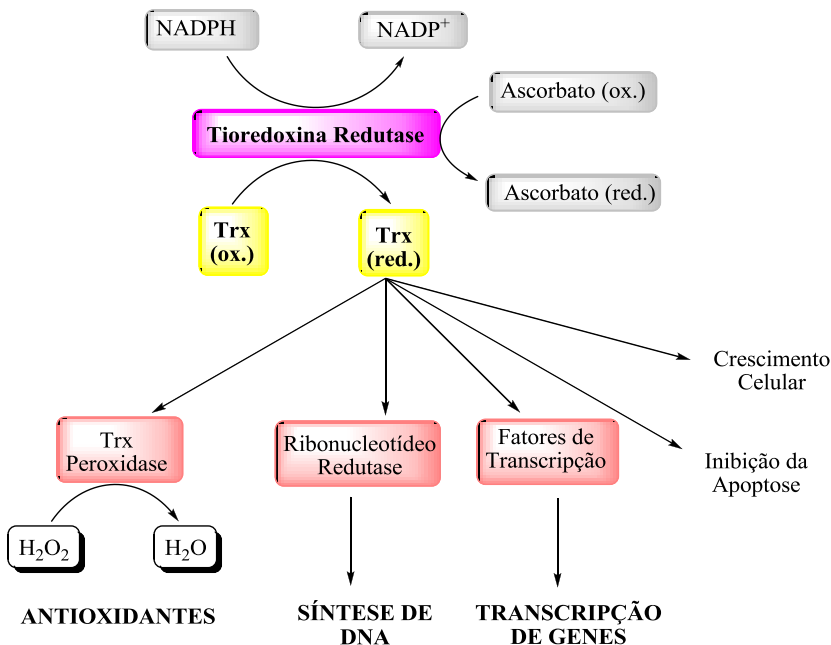 NADPH
NADP+
Ascorbato (ox.)
Tioredoxina Redutase
Ascorbato (red.)
Trx
(ox.)
Trx
(red.)
Crescimento
Celular
Trx
Peroxidase
Ribonucleotídeo
Redutase
Fatores de
Transcripção
Inibição da
Apoptose
H2O2
H2O
ANTIOXIDANTES
SÍNTESE DE
DNA
TRANSCRIPÇÃO
DE GENES